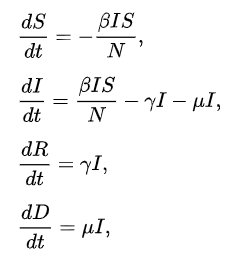 dS/dt = −βIS/N,
dI/dt = βIS/N − γI − μI,
dR/dt = γI,
dD/dt = μI,